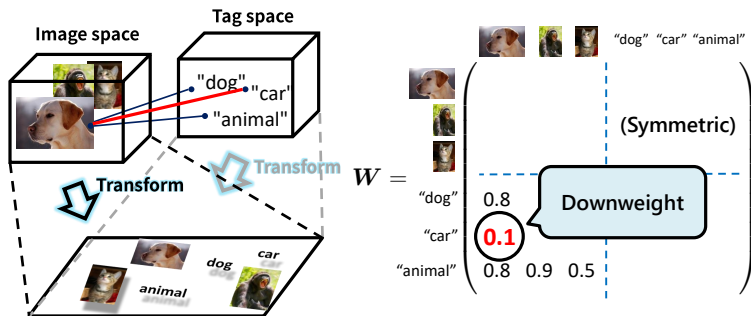 Image space
Tag space
"dog"
"car'
"animal"
Transform
Transform
car
dog
animal
"dog" "car" "animal"
(Symmetric)
W =
"dog" 0.8
"car" 0.1
"animal" 0.8 0.9 0.5
Downweight